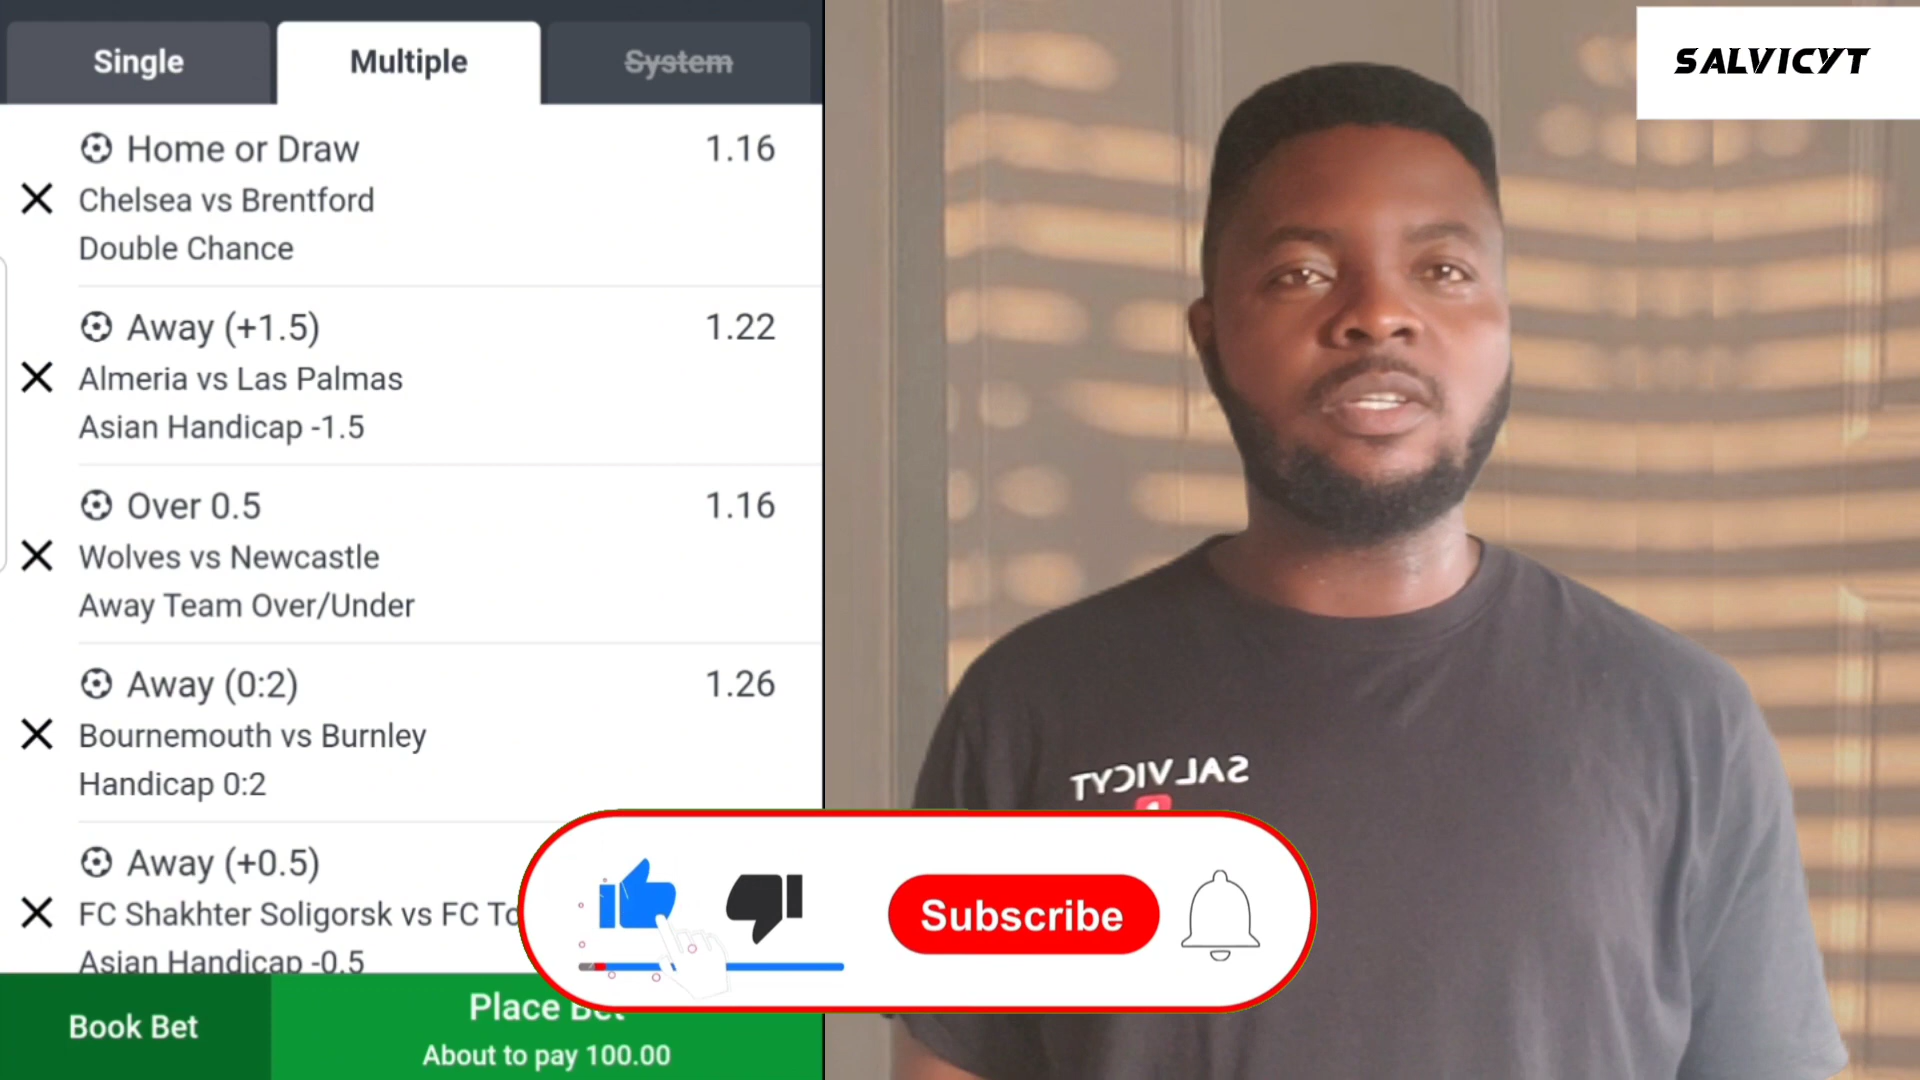 Single
Multiple
System
Home or Draw
1.16
Chelsea vs Brentford
Double Chance
Away (+1.5)
1.22
Almeria vs Las Palmas
Asian Handicap -1.5
Over 0.5
1.16
Wolves vs Newcastle
Away Team Over/Under
Away (0:2)
1.26
Bournemouth vs Burnley
Handicap 0:2
Away (+0.5)
FC Shakhter Soligorsk vs FC
Asian Handicap -0.5
Book Bet
Place Bet
About to pay 100.00
SALVICYT
SALVICYT
Subscribe